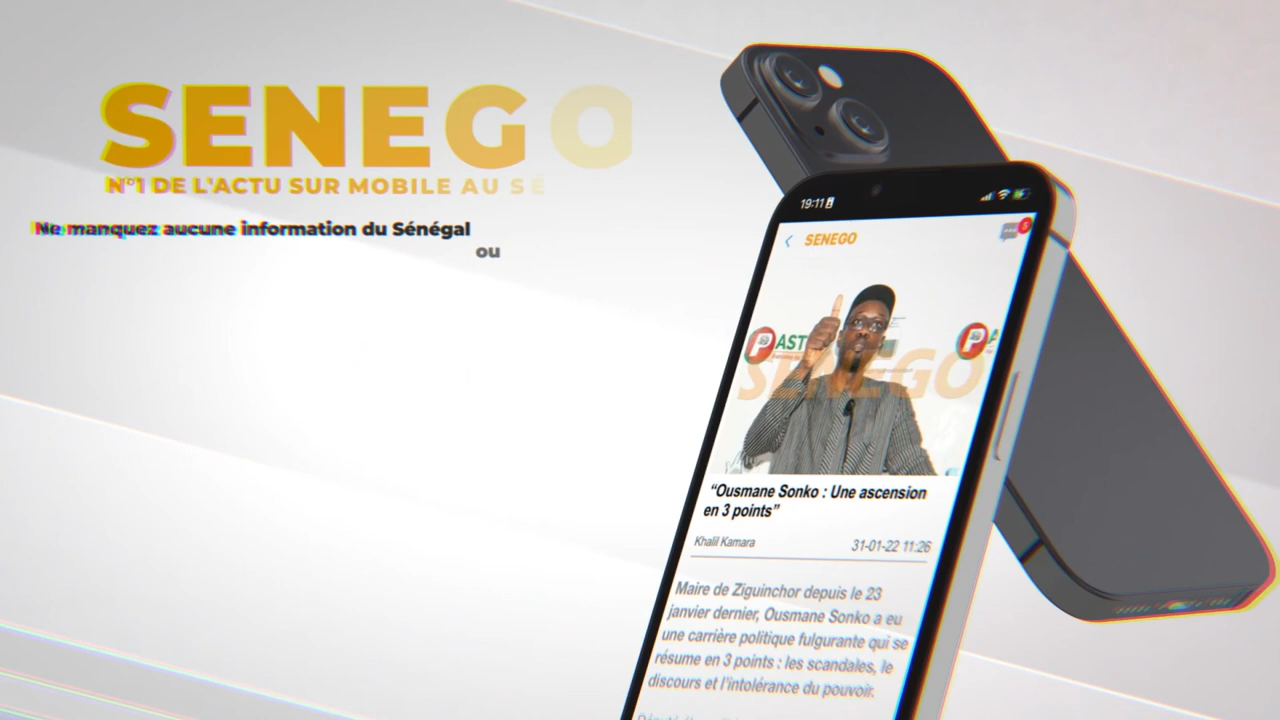 SENEGO
N°1 DE L'ACTU SUR MOBILE AU SE
Ne manquez aucune information du Sénégal
ou
19:11
SENEGO
5
PAST
P
SENEGO
“Ousmane Sonko : Une ascension
en 3 points”
Khalil Kamara 31-01-22 11:26
Maire de Ziguinchor depuis le 23
janvier dernier, Ousmane Sonko a eu
une carrière politique fulgurante qui se
résume en 3 points : les scandales, le
discours et l'intolérance du pouvoir.